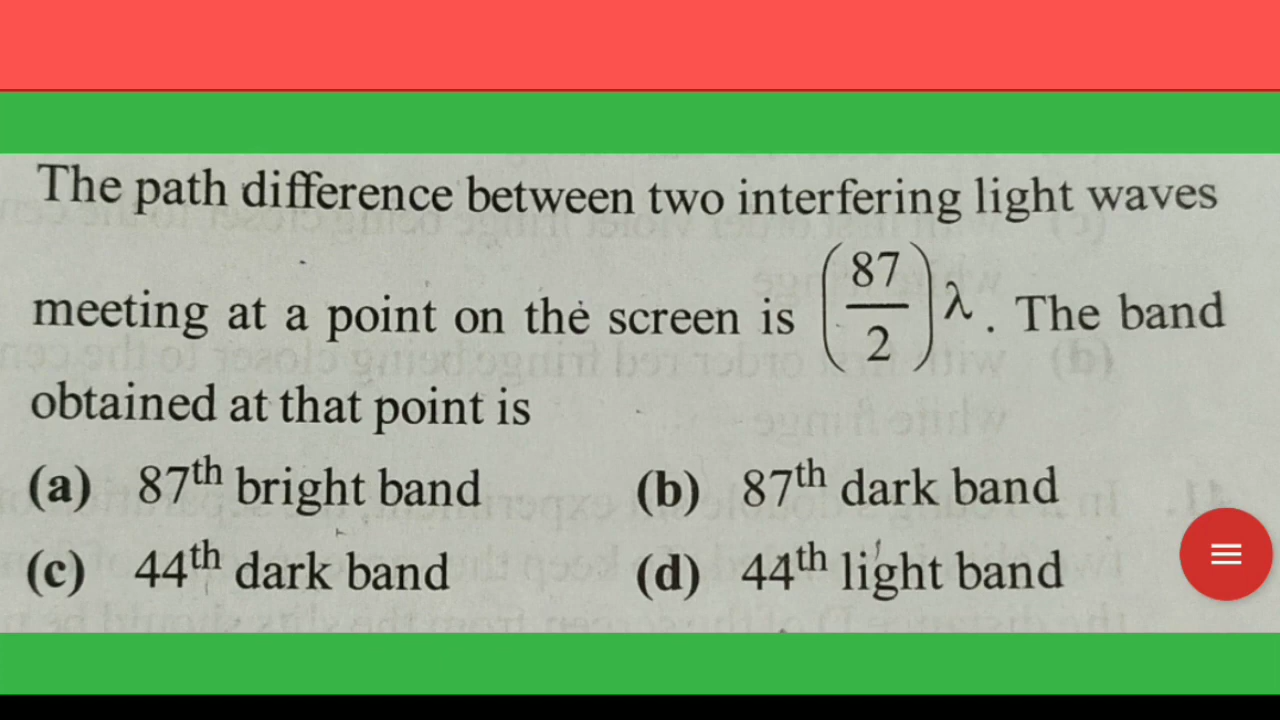 The path difference between two interfering light waves
meeting at a point on the screen is (87/2)λ. The band
obtained at that point is
(a) 87th bright band (b) 87th dark band
(c) 44th dark band (d) 44th light band